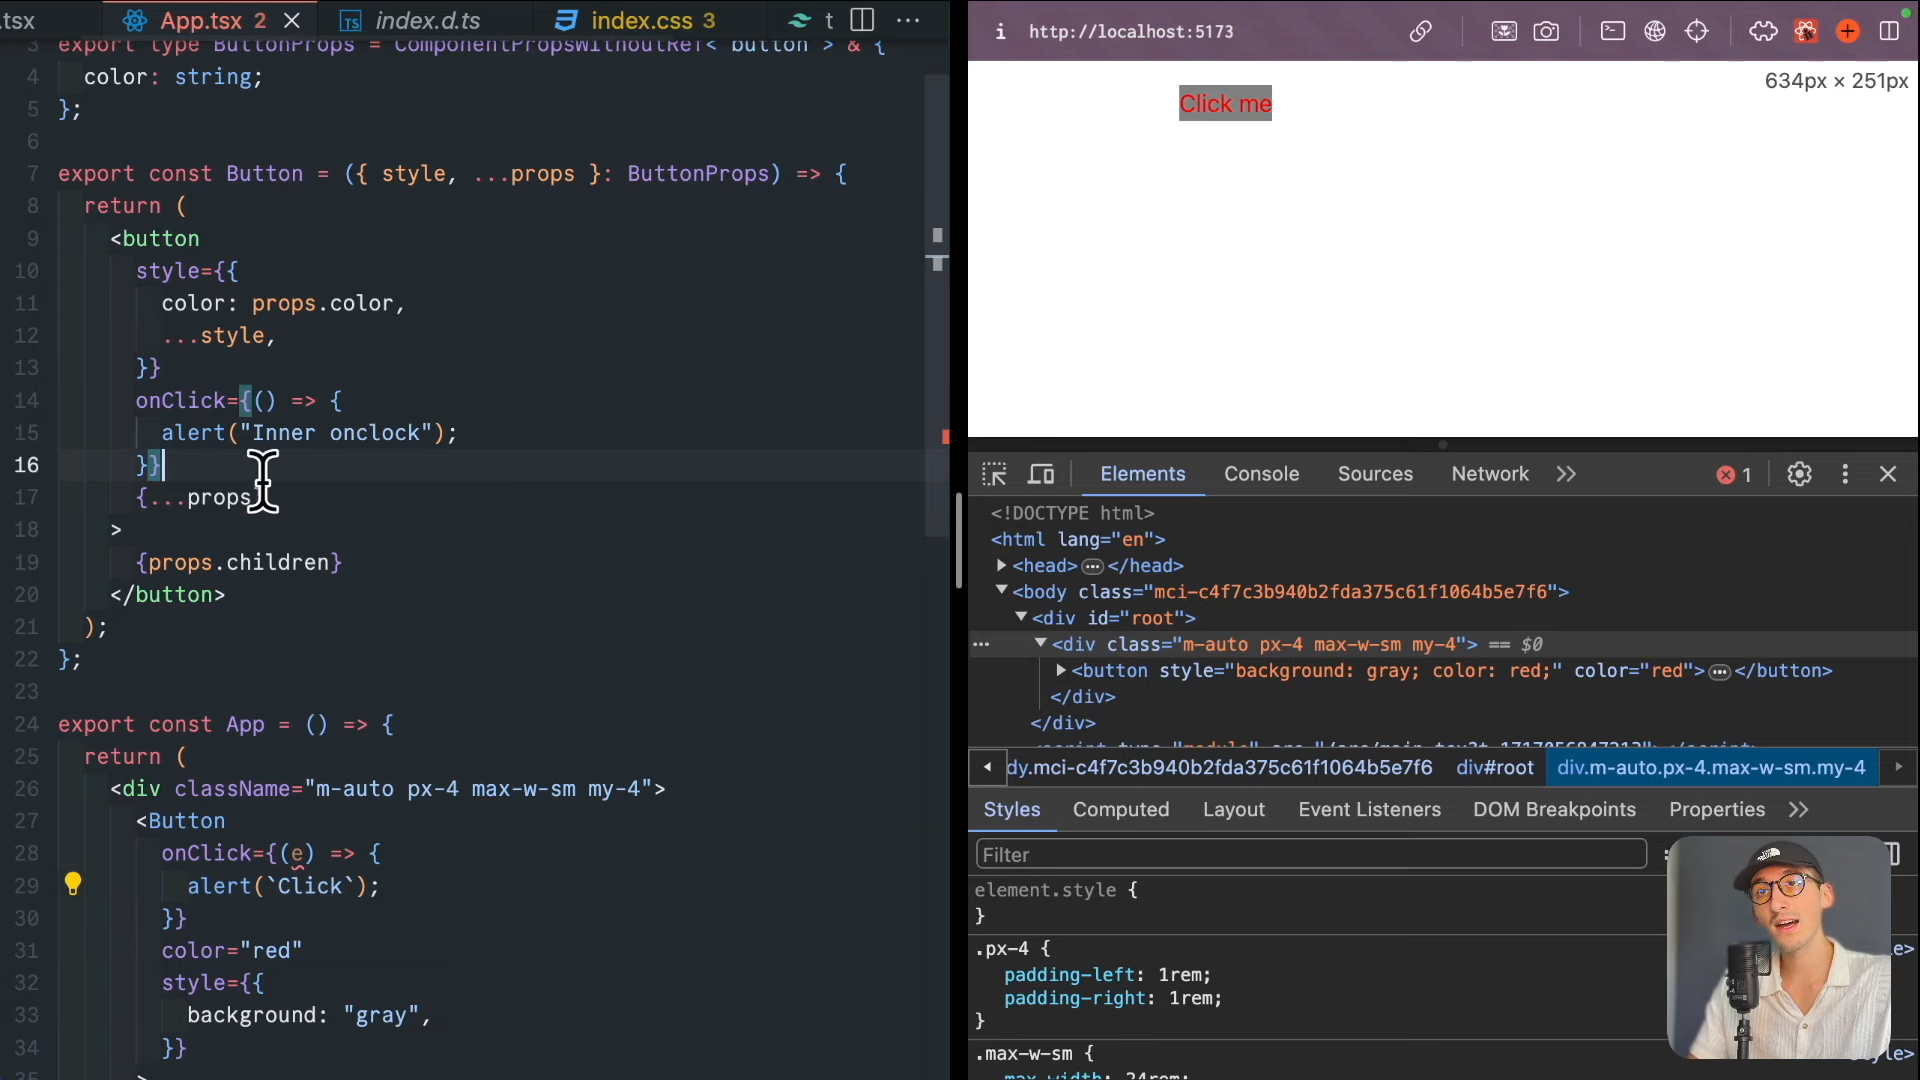 .tsx App.tsx 2 index.d.ts index.css 3 t
3 export type ButtonProps = ComponentPropsWithoutRef<"button"> & {
4 color: string;
5 };
6
7 export const Button = ({ style, ...props }: ButtonProps) => {
8 return (
9 <button
10 style={{
11 color: props.color,
12 ...style,
13 }}
14 onClick={() => {
15 alert("Inner onclock");
16 }}
17 {...props
18 >
19 {props.children}
20 </button>
21 );
22 };
23
24 export const App = () => {
25 return (
26 <div className="m-auto px-4 max-w-sm my-4">
27 <Button
28 onClick={(e) => {
29 alert(`Click`);
30 }}
31 color="red"
32 style={{
33 background: "gray",
34 }}
http://localhost:5173
634px × 251px
Click me
Elements Console Sources Network 1
<!DOCTYPE html>
<html lang="en">
<head> ··· </head>
<body class="mci-c4f7c3b940b2fda375c61f1064b5e7f6">
<div id="root">
··· <div class="m-auto px-4 max-w-sm my-4"> == $0
<button style="background: gray; color: red;" color="red"> ··· </button>
</div>
</div>
dy.mci-c4f7c3b940b2fda375c61f1064b5e7f6 div#root div.m-auto.px-4.max-w-sm.my-4
Styles Computed Layout Event Listeners DOM Breakpoints Properties
Filter
element.style {
}
.px-4 {
padding-left: 1rem;
padding-right: 1rem;
}
.max-w-sm {
max-width: 24rem;